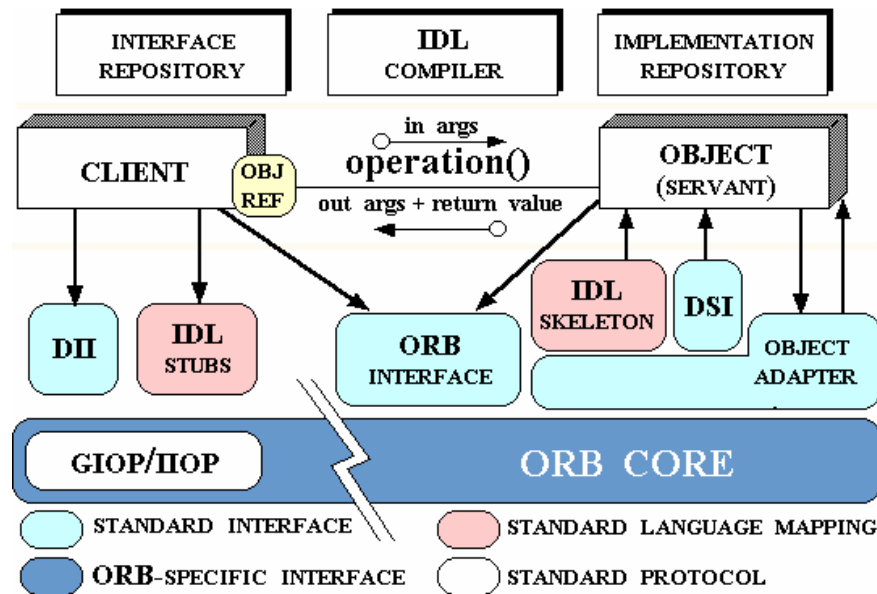 INTERFACE
REPOSITORY
IDL
COMPILER
IMPLEMENTATION
REPOSITORY
CLIENT
OBJ
REF
in args
operation()
out args + return value
OBJECT
(SERVANT)
DII
IDL
STUBS
ORB
INTERFACE
IDL
SKELETON
DSI
OBJECT
ADAPTER
GIOP/IIOP
ORB CORE
STANDARD INTERFACE
STANDARD LANGUAGE MAPPING
ORB-SPECIFIC INTERFACE
STANDARD PROTOCOL